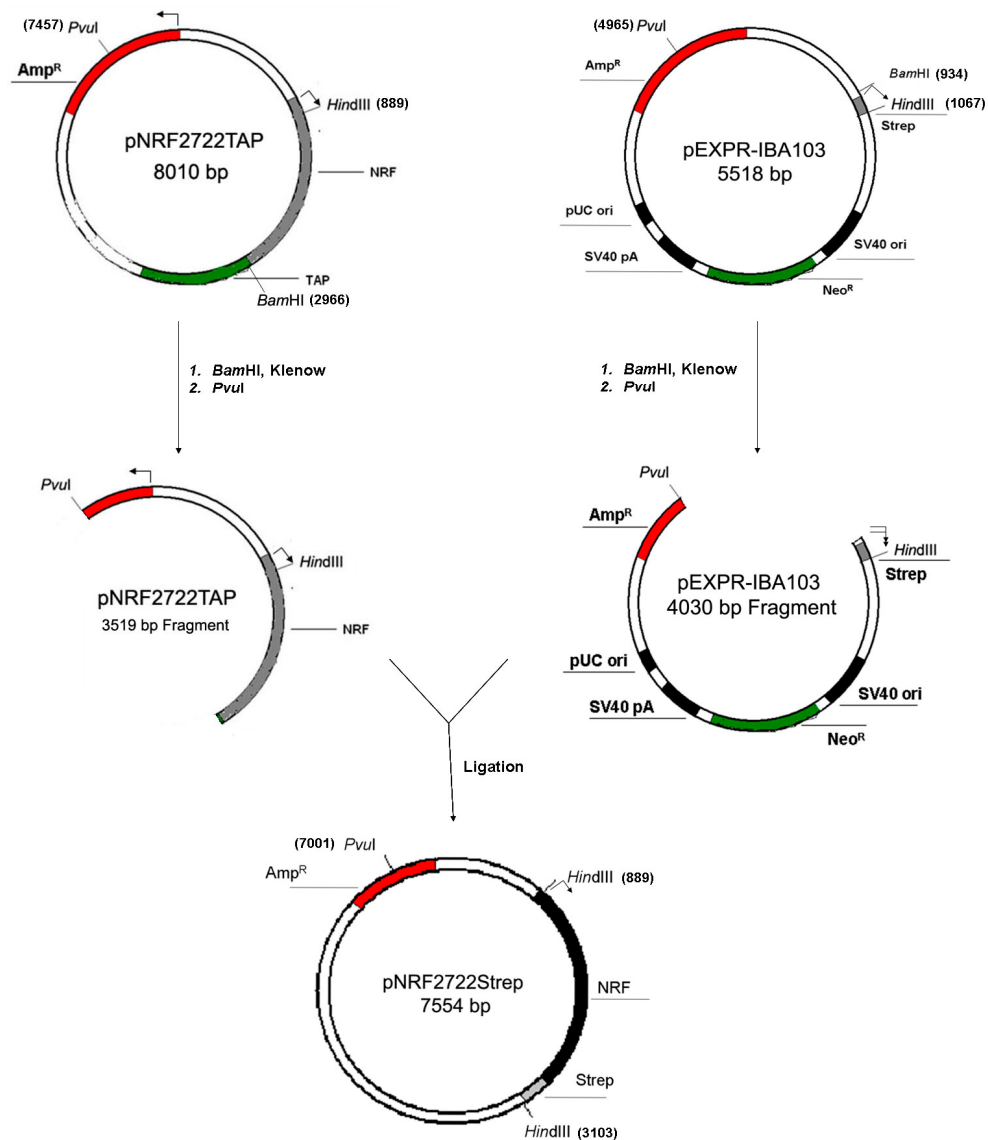 (7457) PvuI
AmpR
HindIII (889)
pNRF2722TAP
8010 bp
NRF
TAP
BamHI (2966)
(4965) PvuI
AmpR
BamHI (934)
HindIII (1067)
Strep
pEXPR-IBA103
5518 bp
pUC ori
SV40 pA
SV40 ori
NeoR
1. BamHI, Klenow
2. PvuI
1. BamHI, Klenow
2. PvuI
PvuI
HindIII
pNRF2722TAP
3519 bp Fragment
NRF
PvuI
AmpR
HindIII
Strep
pEXPR-IBA103
4030 bp Fragment
pUC ori
SV40 pA
SV40 ori
NeoR
Ligation
(7001) PvuI
AmpR
HindIII (889)
pNRF2722Strep
7554 bp
NRF
Strep
HindIII (3103)